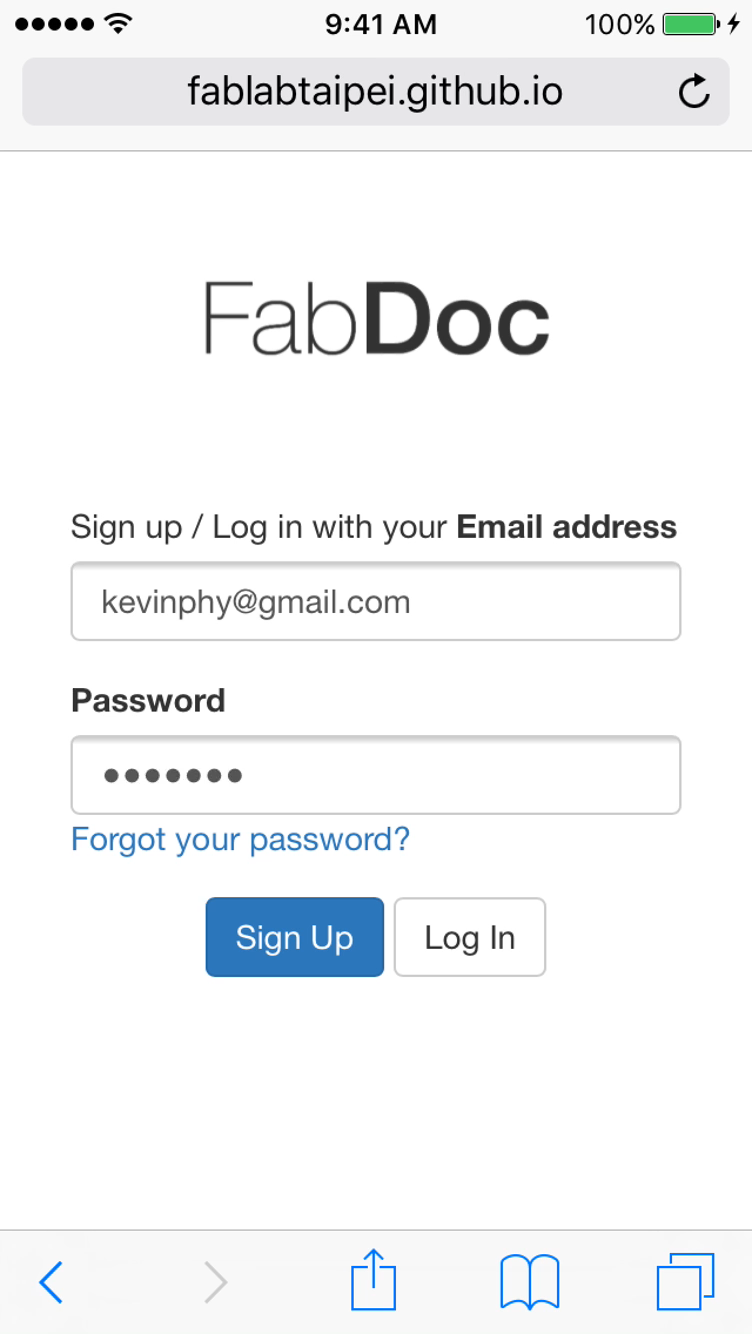 9:41 AM 100%
fablabtaipei.github.io
FabDoc
Sign up / Log in with your Email address
kevinphy@gmail.com
Password
•••••••
Forgot your password?
Sign Up Log In